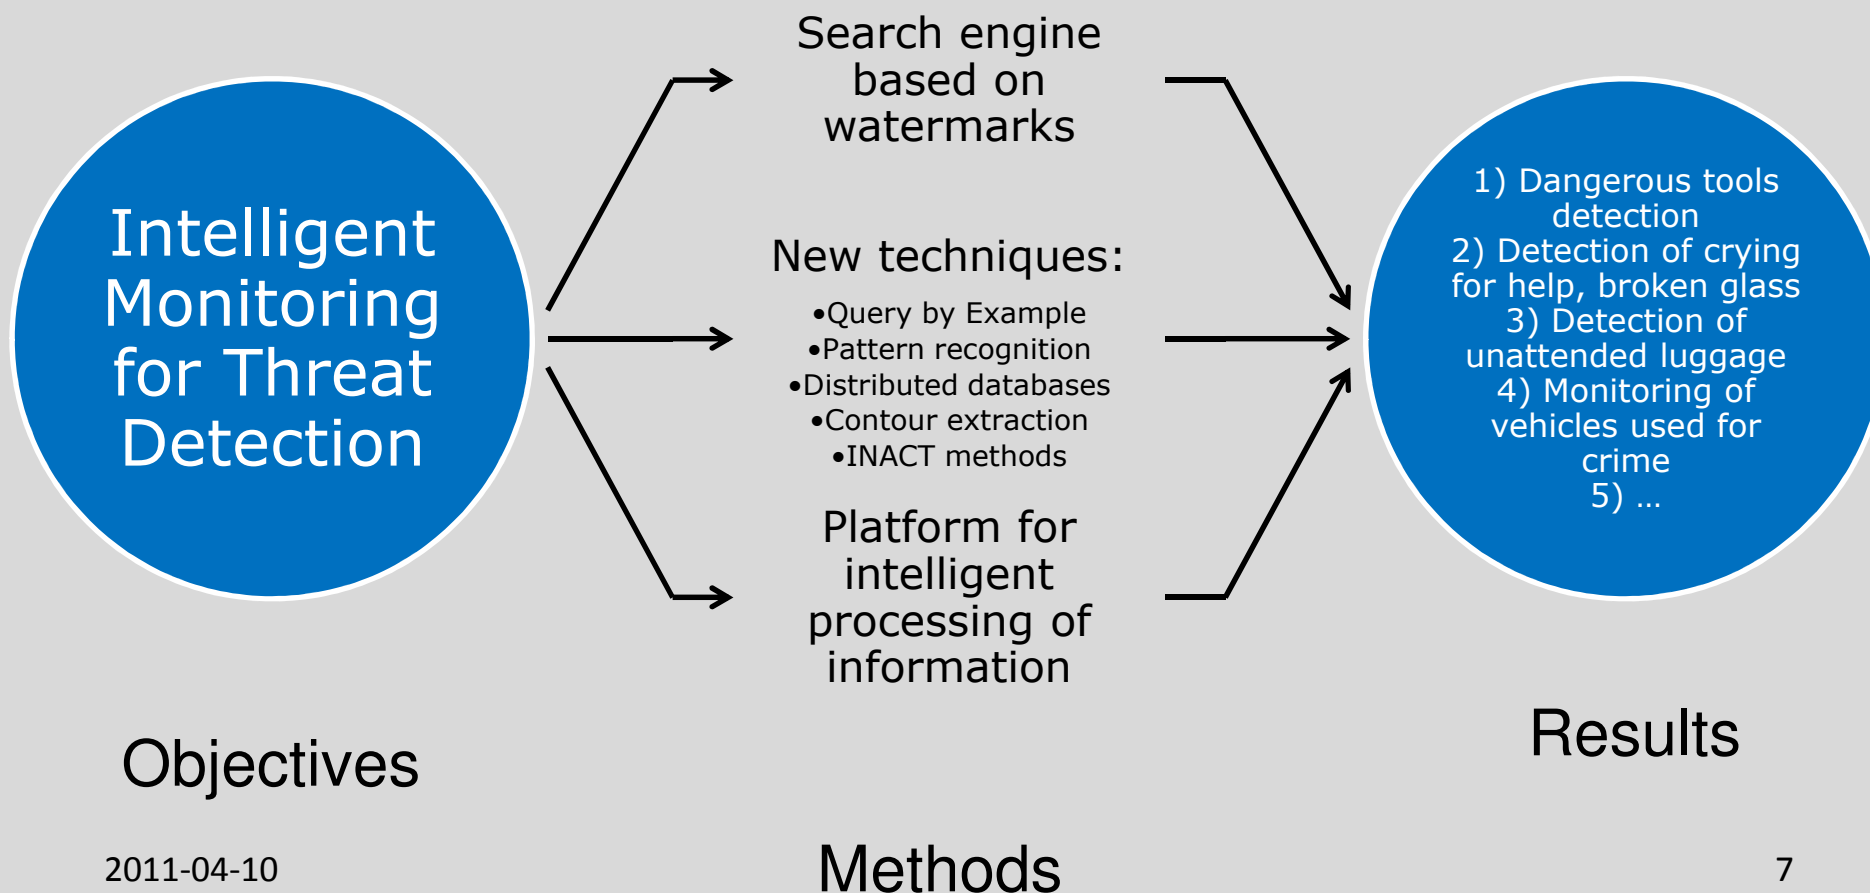 Intelligent
Monitoring
for Threat
Detection
Objectives
Search engine
based on
watermarks
New techniques:
•Query by Example
•Pattern recognition
•Distributed databases
•Contour extraction
•INACT methods
Platform for
intelligent
processing of
information
Methods
1) Dangerous tools
detection
2) Detection of crying
for help, broken glass
3) Detection of
unattended luggage
4) Monitoring of
vehicles used for
crime
5) ...
Results
2011-04-10
7